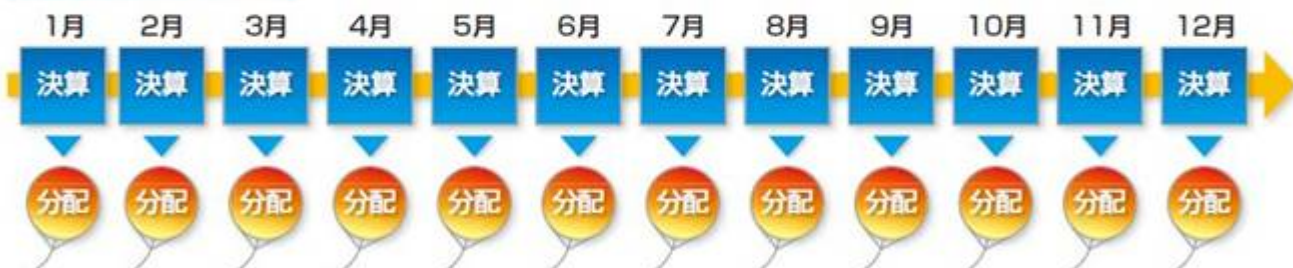 1月 2月 3月 4月 5月 6月 7月 8月 9月 10月 11月 12月
決算 決算 決算 決算 決算 決算 決算 決算 決算 決算 決算 決算
分配 分配 分配 分配 分配 分配 分配 分配 分配 分配 分配 分配